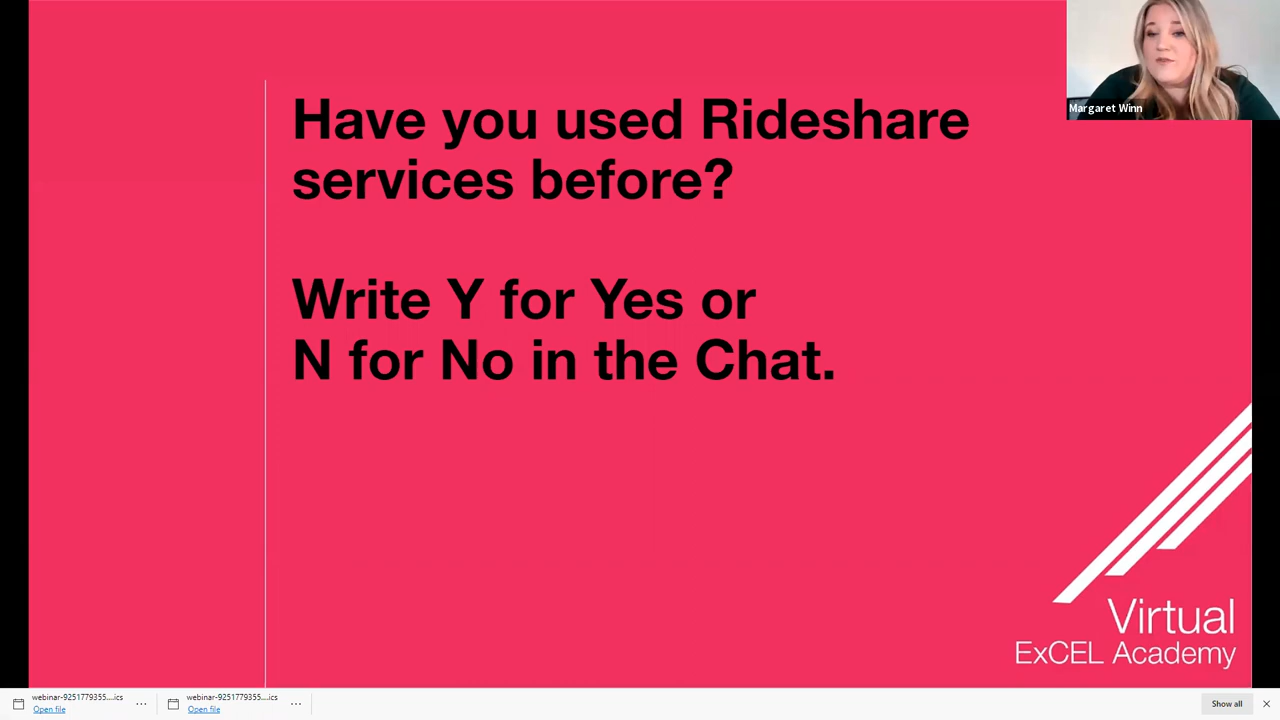 Margaret Winn
Have you used Rideshare
services before?
Write Y for Yes or
N for No in the Chat.
Virtual
ExCEL Academy
webinar-9251779355....ics
Open file
webinar-9251779355....ics
Open file
Show all